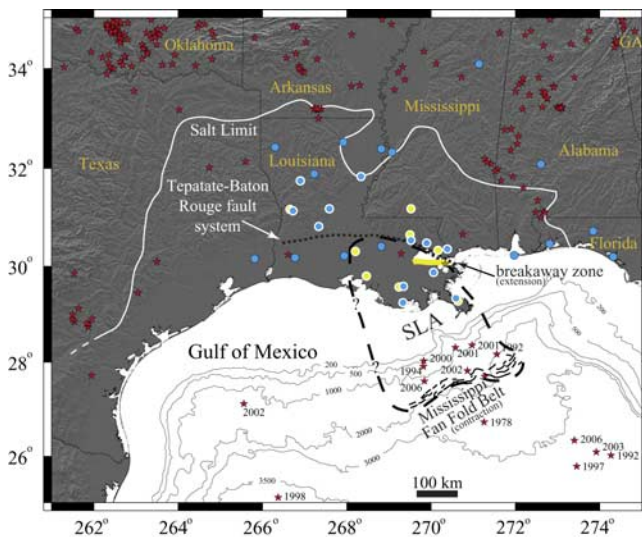 Oklahoma
GA
34°
Arkansas
Mississippi
Salt Limit
Texas
Louisiana
Alabama
32°
Tepatate-Baton
Rouge fault
system
Florida
30°
breakaway zone
(extension)
?
SLA
28°
Gulf of Mexico
200
500
1000
2000
3000
200
600
?
2000
2001
2001
1992
1994
2002
2006
2002
Mississippi
Fan Fold Belt
(contraction)
1978
2006
2003
1992
1997
26°
3500
1998
100 km
262°
264°
266°
268°
270°
272°
274°